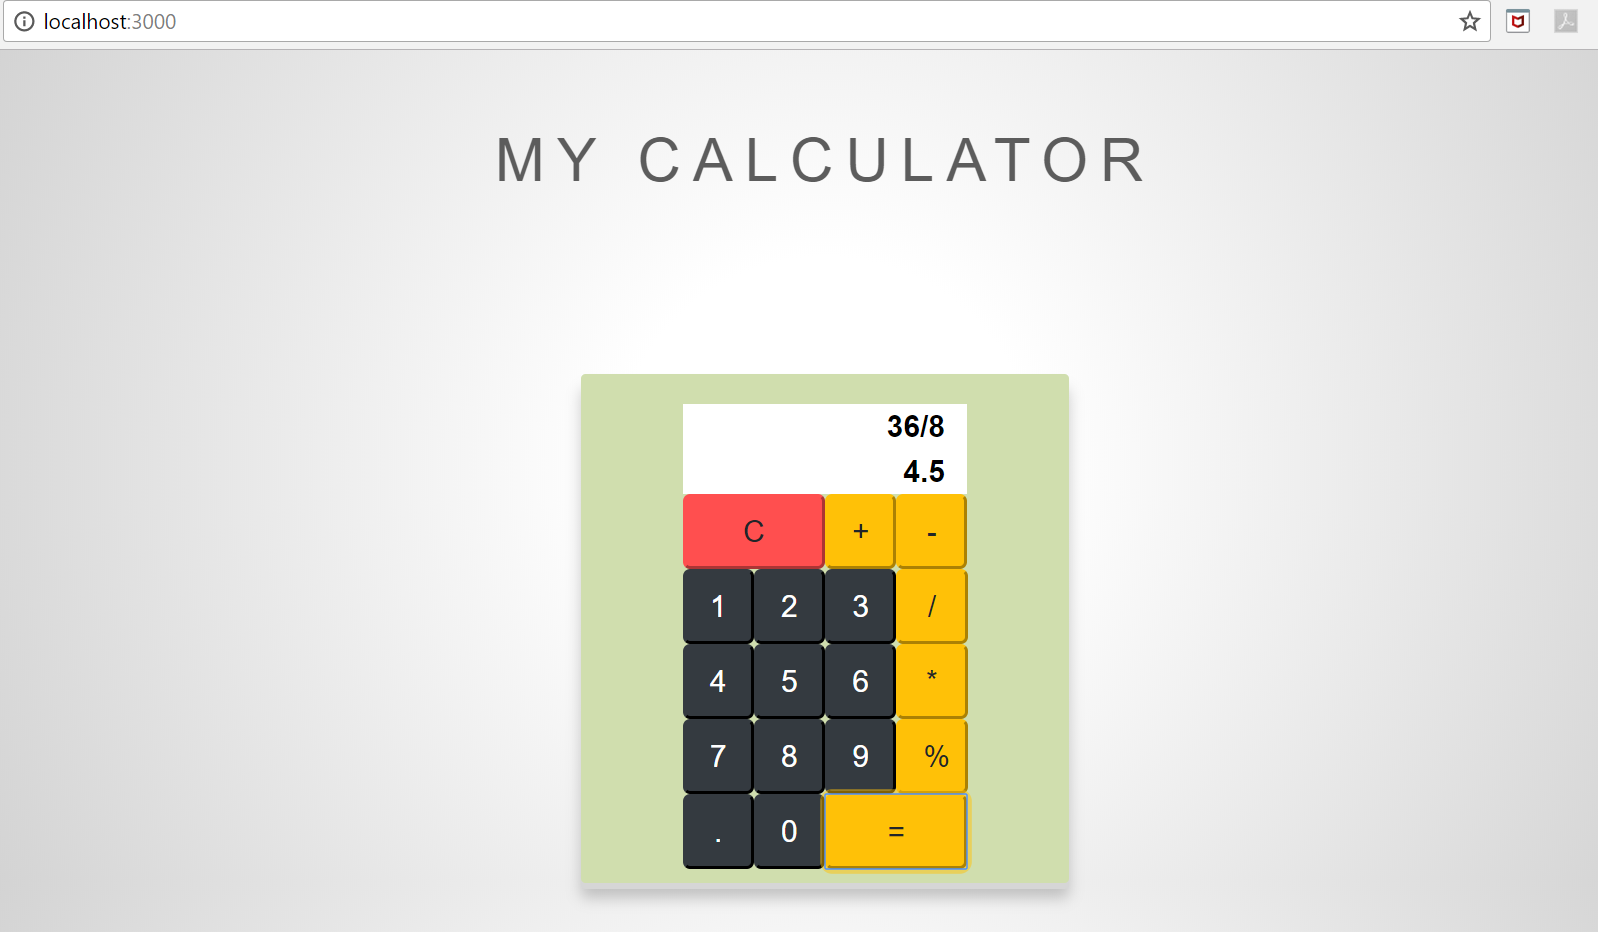 localhost:3000
MY CALCULATOR
36/8
4.5
C + -
1 2 3 /
4 5 6 *
7 8 9 %
. 0 =